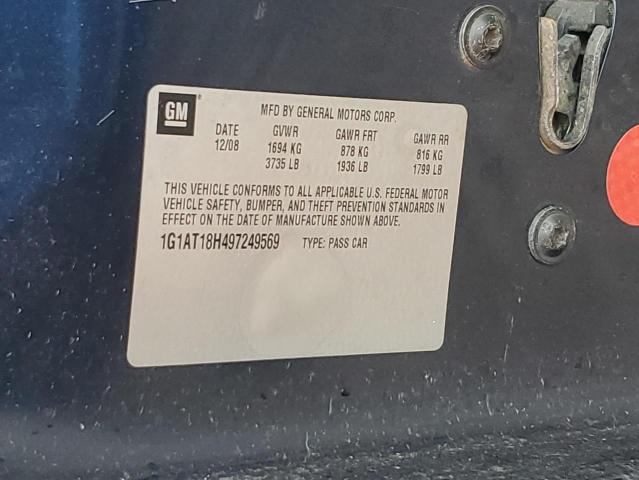 GM®
MFD BY GENERAL MOTORS CORP.
DATE GVWR GAWR FRT GAWR RR
12/08 1694 KG 878 KG 816 KG
3735 LB 1936 LB 1799 LB
THIS VEHICLE CONFORMS TO ALL APPLICABLE U.S. FEDERAL MOTOR
VEHICLE SAFETY, BUMPER, AND THEFT PREVENTION STANDARDS IN
EFFECT ON THE DATE OF MANUFACTURE SHOWN ABOVE.
1G1AT18H497249569 TYPE: PASS CAR